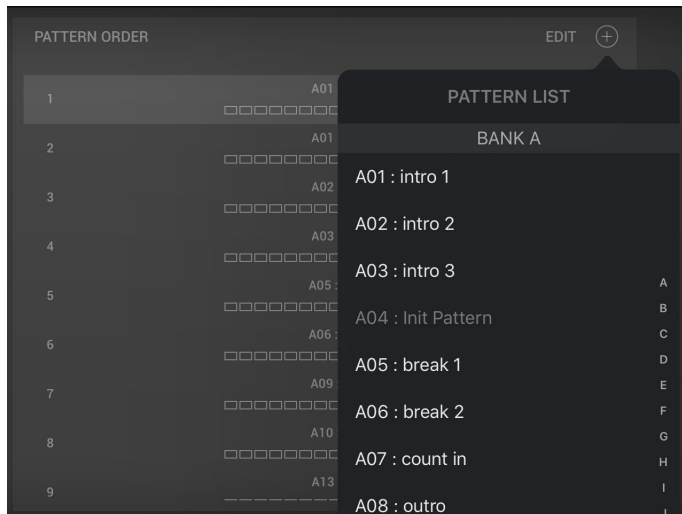 PATTERN ORDER EDIT
1 A01
2 A01
3 A02
4 A03
5 A05 :
6 A06 :
7 A09
8 A10
9 A13
PATTERN LIST
BANK A
A01 : intro 1
A02 : intro 2
A03 : intro 3
A04 : Init Pattern
A05 : break 1
A06 : break 2
A07 : count in
A08 : outro
A
B
C
D
E
F
G
H
I